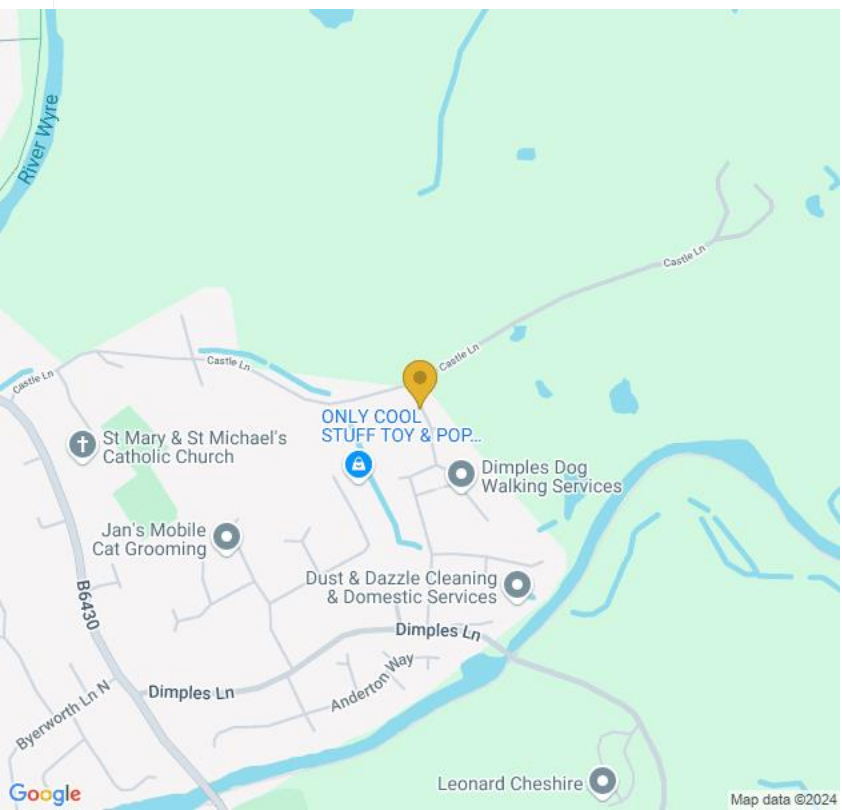 River Wyre
Castle Ln
Castle Ln
Castle Ln
Castle Ln
ONLY COOL
STUFF TOY & POP...
St Mary & St Michael's
Catholic Church
Dimples Dog
Walking Services
Jan's Mobile
Cat Grooming
Dust & Dazzle Cleaning
& Domestic Services
B6430
Dimples Ln
Anderton Way
Dimples Ln
Byerworth Ln N
Leonard Cheshire
Google
Map data ©2024